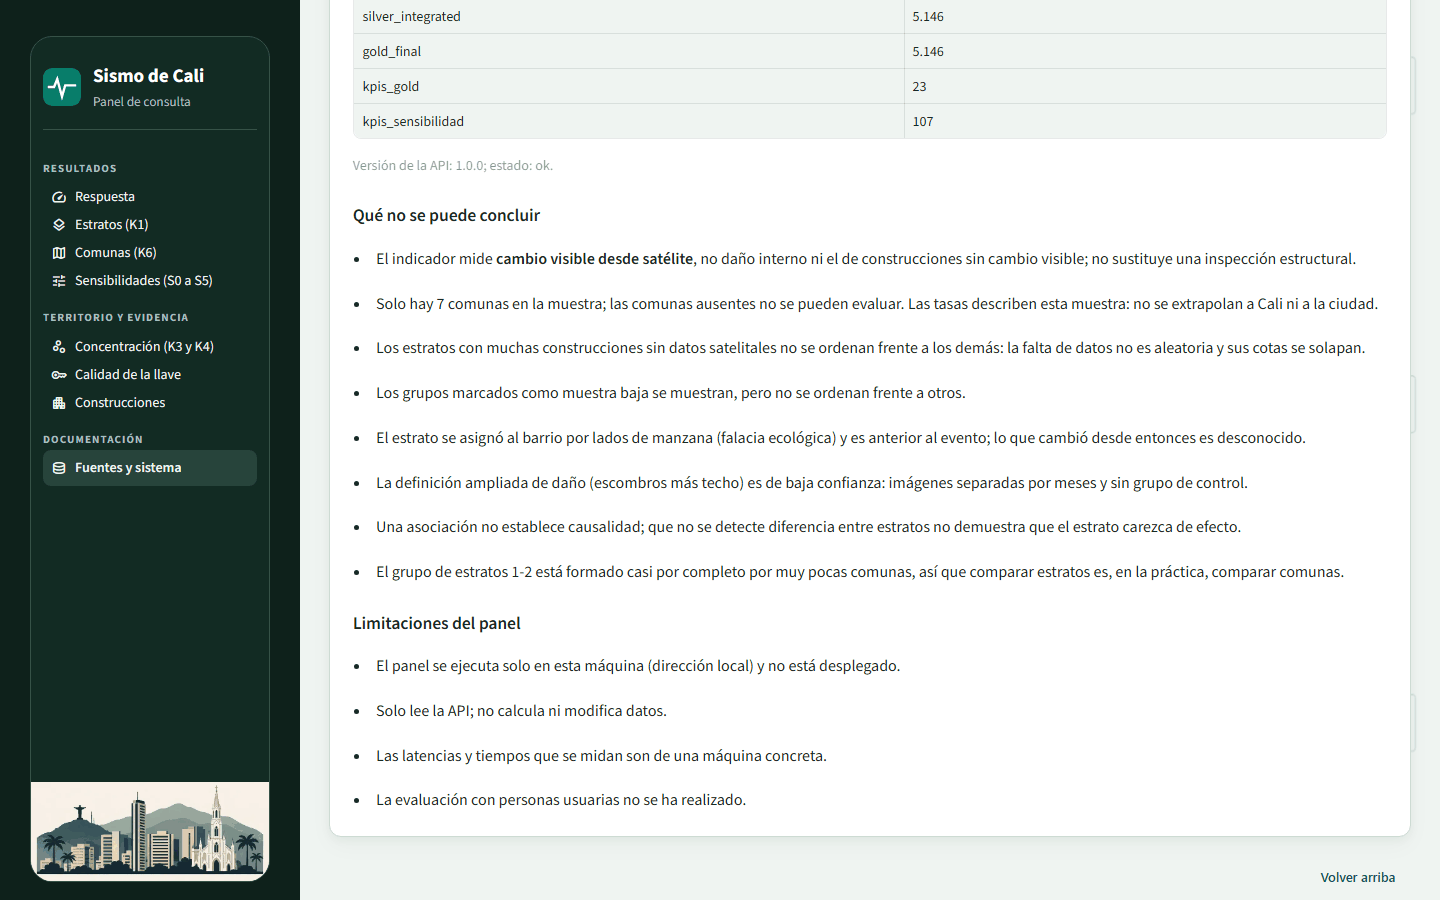 Sismo de Cali
Panel de consulta
RESULTADOS
Respuesta
Estratos (K1)
Comunas (K6)
Sensibilidades (S0 a S5)
TERRITORIO Y EVIDENCIA
Concentración (K3 y K4)
Calidad de la llave
Construcciones
DOCUMENTACIÓN
Fuentes y sistema
silver_integrated 5.146
gold_final 5.146
kpis_gold 23
kpis_sensibilidad 107
Versión de la API: 1.0.0; estado: ok.
Qué no se puede concluir
• El indicador mide cambio visible desde satélite, no daño interno ni el de construcciones sin cambio visible; no sustituye una inspección estructural.
• Solo hay 7 comunas en la muestra; las comunas ausentes no se pueden evaluar. Las tasas describen esta muestra: no se extrapolan a Cali ni a la ciudad.
• Los estratos con muchas construcciones sin datos satelitales no se ordenan frente a los demás: la falta de datos no es aleatoria y sus cotas se solapan.
• Los grupos marcados como muestra baja se muestran, pero no se ordenan frente a otros.
• El estrato se asignó al barrio por lados de manzana (falacia ecológica) y es anterior al evento; lo que cambió desde entonces es desconocido.
• La definición ampliada de daño (escombros más techo) es de baja confianza: imágenes separadas por meses y sin grupo de control.
• Una asociación no establece causalidad; que no se detecte diferencia entre estratos no demuestra que el estrato carezca de efecto.
• El grupo de estratos 1-2 está formado casi por completo por muy pocas comunas, así que comparar estratos es, en la práctica, comparar comunas.
Limitaciones del panel
• El panel se ejecuta solo en esta máquina (dirección local) y no está desplegado.
• Solo lee la API; no calcula ni modifica datos.
• Las latencias y tiempos que se midan son de una máquina concreta.
• La evaluación con personas usuarias no se ha realizado.
Volver arriba